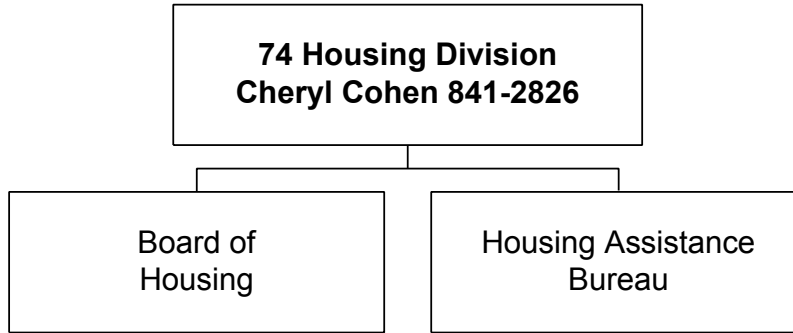 74 Housing Division
Cheryl Cohen 841-2826
Board of
Housing
Housing Assistance
Bureau